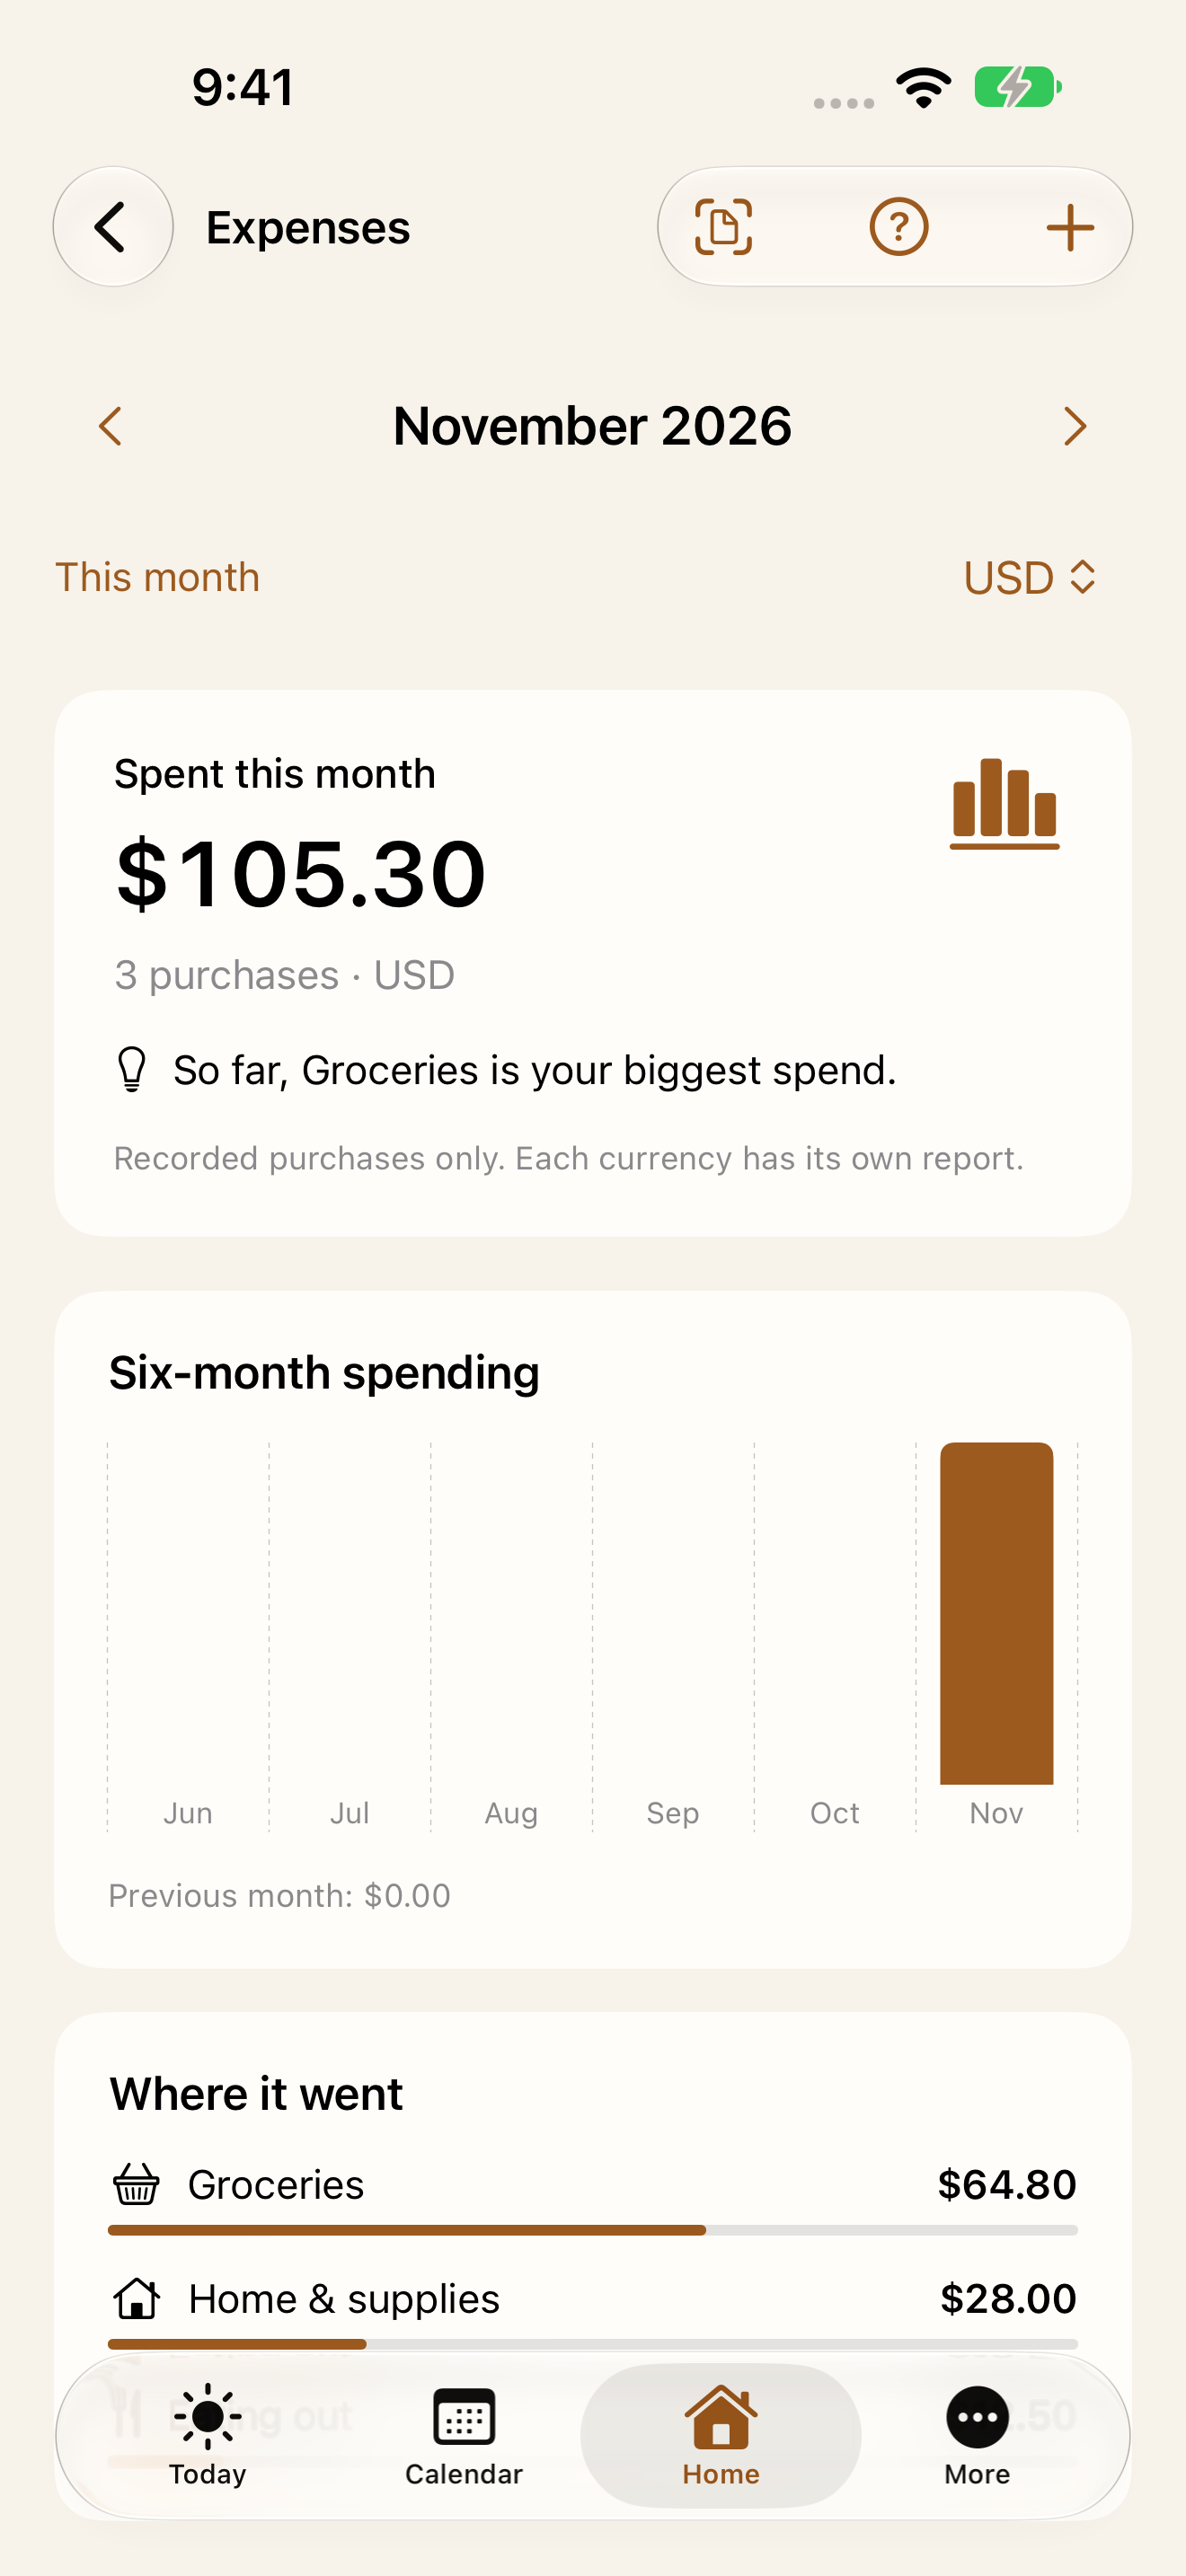 9:41
Expenses
November 2026
This month
USD
Spent this month
$105.30
3 purchases · USD
So far, Groceries is your biggest spend.
Recorded purchases only. Each currency has its own report.
Six-month spending
Jun Jul Aug Sep Oct Nov
Previous month: $0.00
Where it went
Groceries $64.80
Home & supplies $28.00
out .50
Today Calendar Home More